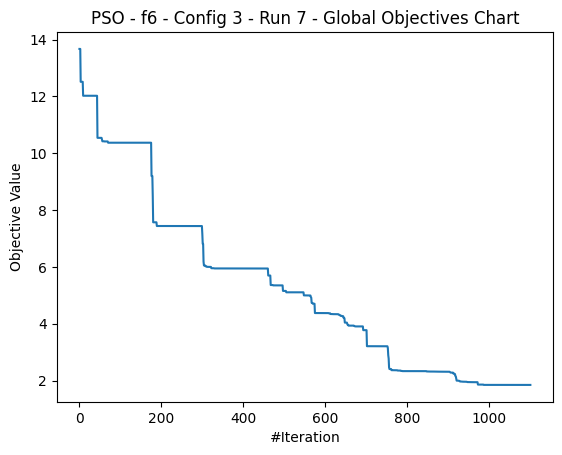 PSO - f6 - Config 3 - Run 7 - Global Objectives Chart
14
12
10
8
6
4
2
Objective Value
0 200 400 600 800 1000
#Iteration